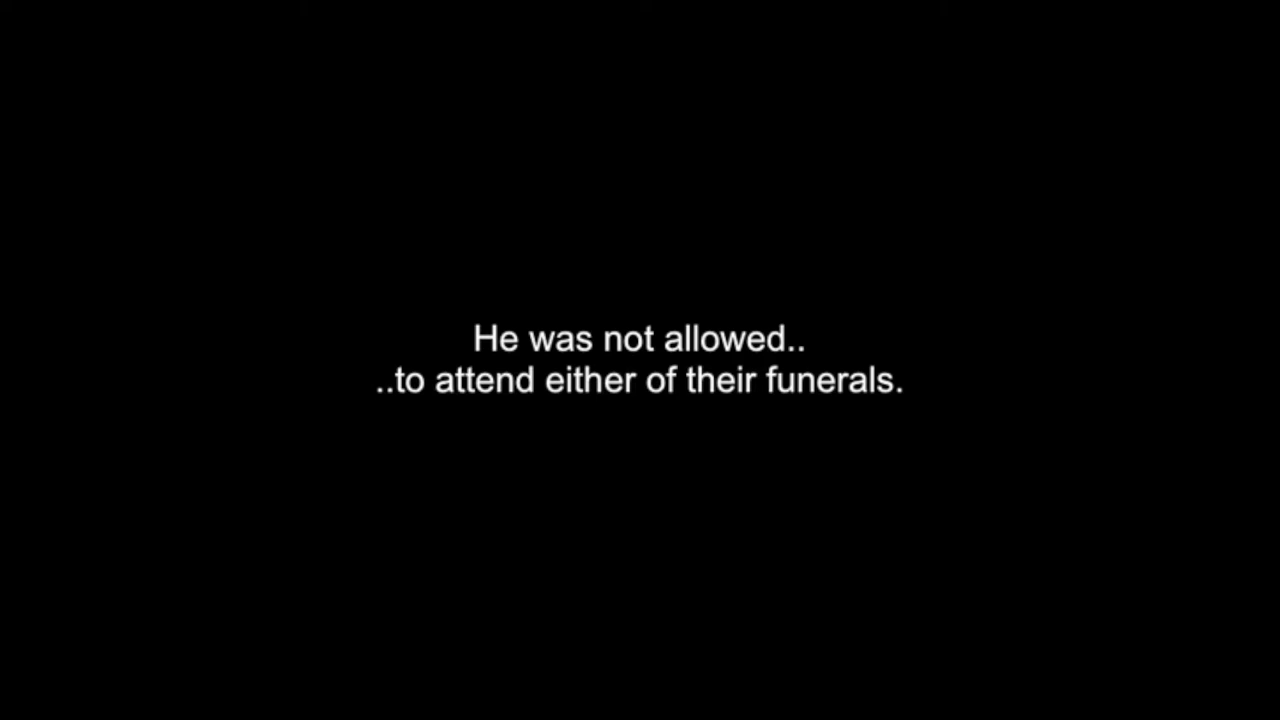 He was not allowed..
..to attend either of their funerals.